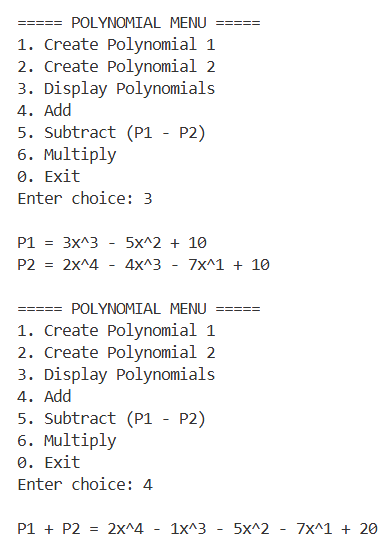 ===== POLYNOMIAL MENU =====
1. Create Polynomial 1
2. Create Polynomial 2
3. Display Polynomials
4. Add
5. Subtract (P1 - P2)
6. Multiply
0. Exit
Enter choice: 3
P1 = 3x^3 - 5x^2 + 10
P2 = 2x^4 - 4x^3 - 7x^1 + 10
===== POLYNOMIAL MENU =====
1. Create Polynomial 1
2. Create Polynomial 2
3. Display Polynomials
4. Add
5. Subtract (P1 - P2)
6. Multiply
0. Exit
Enter choice: 4
P1 + P2 = 2x^4 - 1x^3 - 5x^2 - 7x^1 + 20